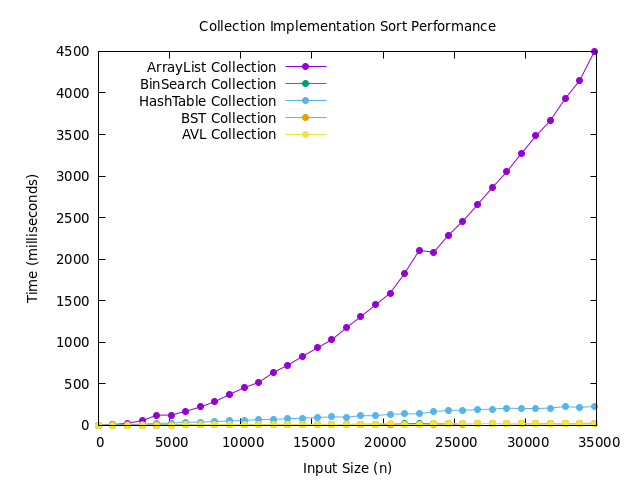 Collection Implementation Sort Performance
4500
4000
3500
3000
2500
2000
1500
1000
500
0
Time (milliseconds)
ArrayList Collection
BinSearch Collection
HashTable Collection
BST Collection
AVL Collection
0 5000 10000 15000 20000 25000 30000 35000
Input Size (n)